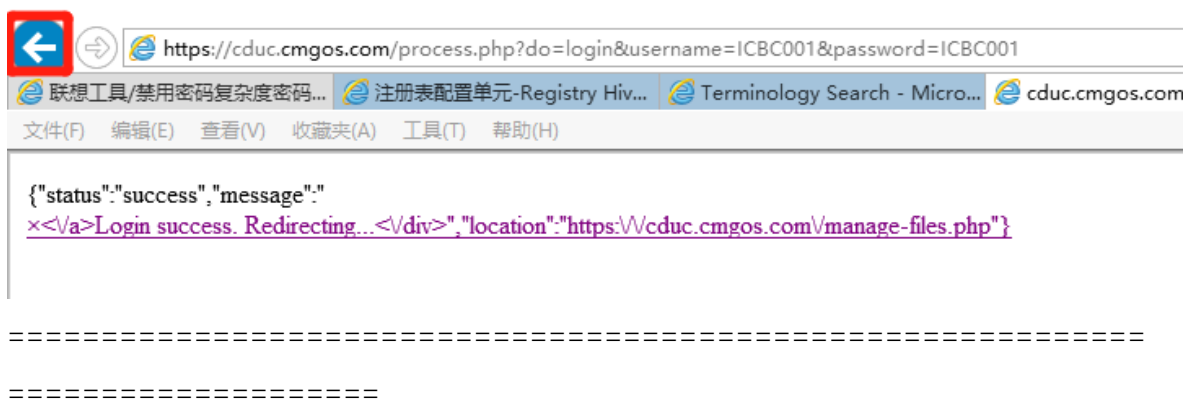 https://cduc.cmgos.com/process.php?do=login&username=ICBC001&password=ICBC001
联想工具/禁用密码复杂度密码... 注册表配置单元-Registry Hiv... Terminology Search - Micro... cduc.cmgos.com
文件(F) 编辑(E) 查看(V) 收藏夹(A) 工具(T) 帮助(H)
{"status":"success","message":"
×<\/a>Login success. Redirecting...<\/div>","location":"https:\/\/cduc.cmgos.com\/manage-files.php"}
=============================================================
====================